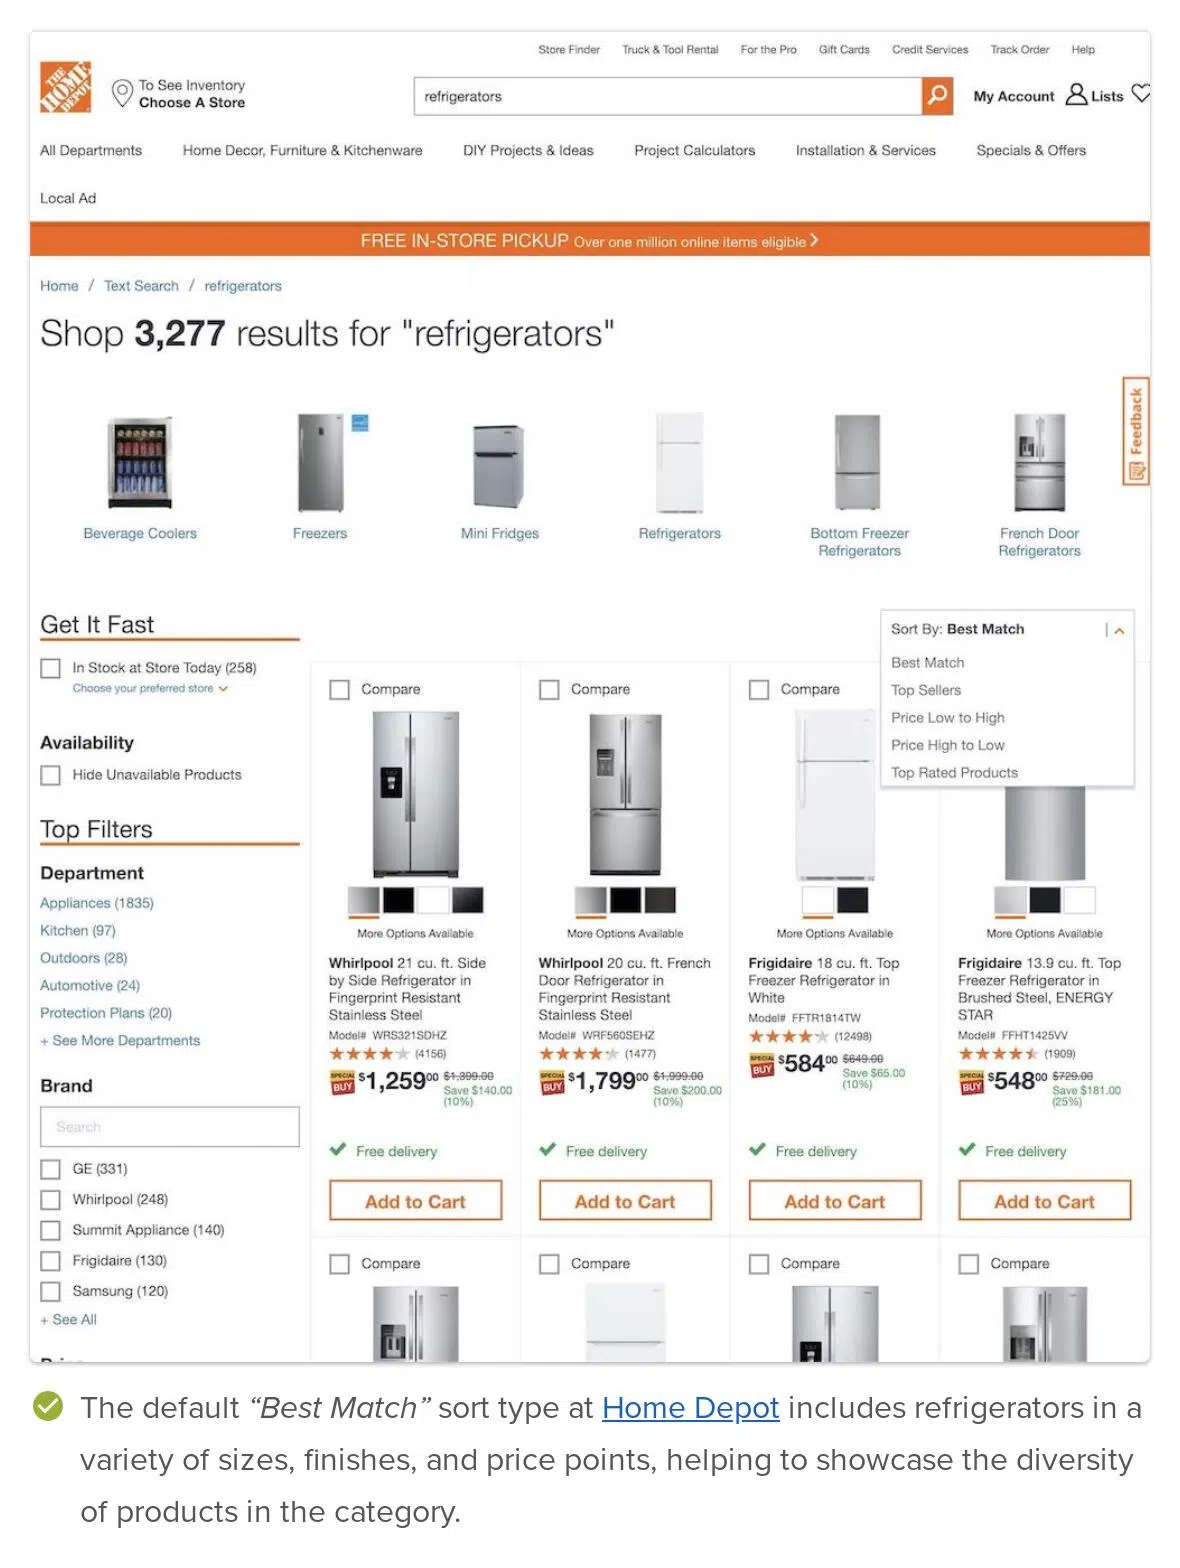 Store Finder Truck & Tool Rental For the Pro Gift Cards Credit Services Track Order Help
THE HOME DEPOT
To See Inventory
Choose A Store
refrigerators
My Account Lists
All Departments Home Decor, Furniture & Kitchenware DIY Projects & Ideas Project Calculators Installation & Services Specials & Offers
Local Ad
FREE IN-STORE PICKUP Over one million online items eligible
Home / Text Search / refrigerators
Shop 3,277 results for "refrigerators"
Feedback
Beverage Coolers
Freezers
Mini Fridges
Refrigerators
Bottom Freezer
Refrigerators
French Door
Refrigerators
Get It Fast
In Stock at Store Today (258)
Choose your preferred store
Availability
Hide Unavailable Products
Top Filters
Department
Appliances (1835)
Kitchen (97)
Outdoors (28)
Automotive (24)
Protection Plans (20)
+ See More Departments
Brand
Search
GE (331)
Whirlpool (248)
Summit Appliance (140)
Frigidaire (130)
Samsung (120)
+ See All
Sort By: Best Match
Best Match
Top Sellers
Price Low to High
Price High to Low
Top Rated Products
Compare
More Options Available
Whirlpool 21 cu. ft. Side
by Side Refrigerator in
Fingerprint Resistant
Stainless Steel
Model# WRS321SDHZ
(4156)
SPECIAL BUY $1,259 00 $1,399.00
Save $140.00
(10%)
Free delivery
Add to Cart
Compare
More Options Available
Whirlpool 20 cu. ft. French
Door Refrigerator in
Fingerprint Resistant
Stainless Steel
Model# WRF560SEHZ
(1477)
SPECIAL BUY $1,799 00 $1,999.00
Save $200.00
(10%)
Free delivery
Add to Cart
Compare
More Options Available
Frigidaire 18 cu. ft. Top
Freezer Refrigerator in
White
Model# FFTR1814TW
(12498)
SPECIAL BUY $584 00 $649.00
Save $65.00
(10%)
Free delivery
Add to Cart
More Options Available
Frigidaire 13.9 cu. ft. Top
Freezer Refrigerator in
Brushed Steel, ENERGY
STAR
Model# FFHT1425VV
(1909)
SPECIAL BUY $548 00 $729.00
Save $181.00
(25%)
Free delivery
Add to Cart
Compare
Compare
Compare
Compare
The default “Best Match” sort type at Home Depot includes refrigerators in a
variety of sizes, finishes, and price points, helping to showcase the diversity
of products in the category.